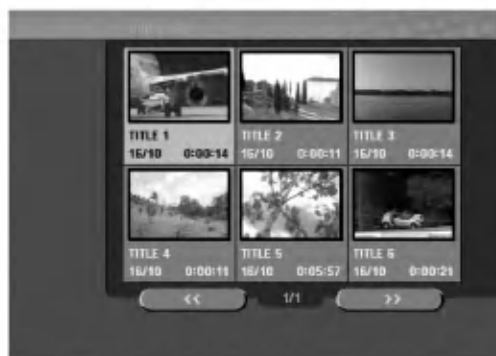 TITLE 1
16/10 0:00:14
TITLE 2
16/10 0:00:11
TITLE 3
16/10 0:00:14
TITLE 4
16/10 0:00:11
TITLE 5
16/10 0:05:57
TITLE 6
16/10 0:00:21
<< 1/1 >>